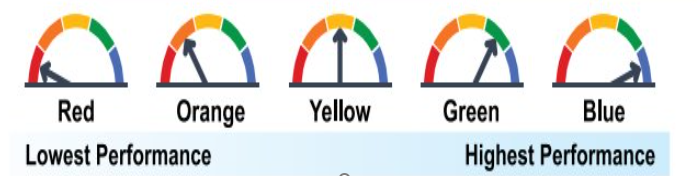 Red Orange Yellow Green Blue
Lowest Performance Highest Performance